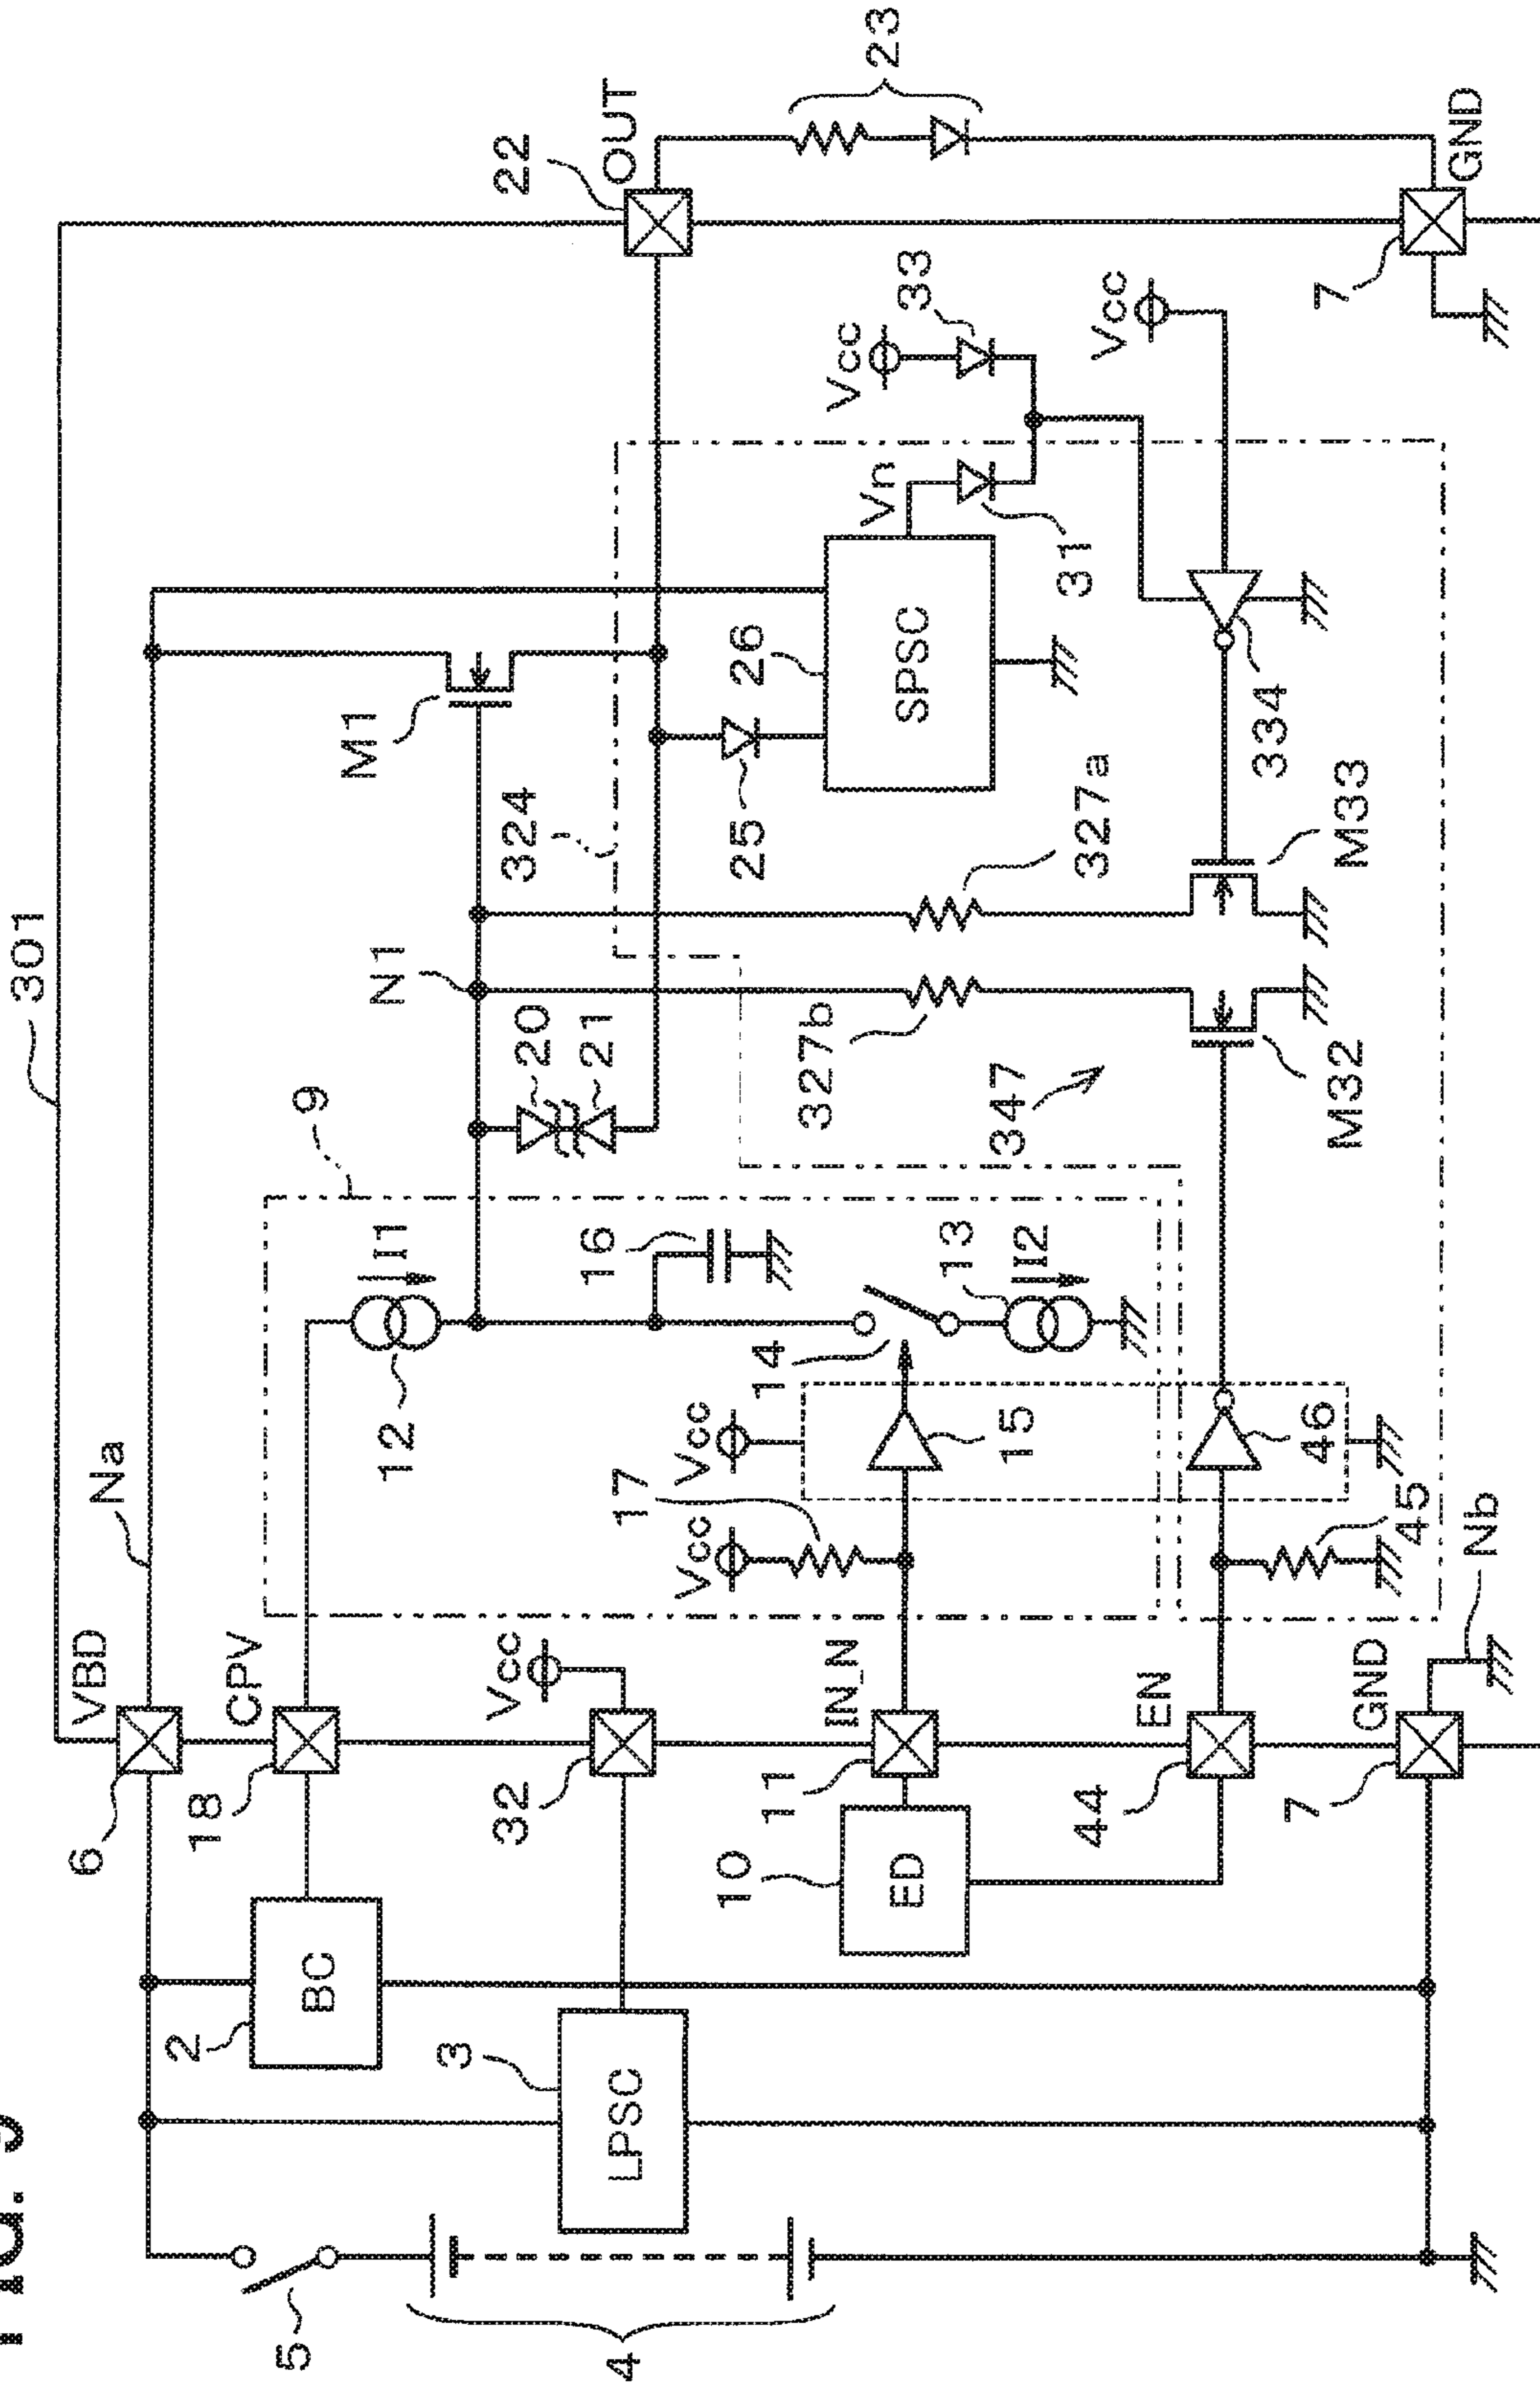 301
Na
VBD
6
CPV
18
BC
2
3
LPSC
5
4
Vcc
32
IN_N
11
10
ED
EN
44
GND
7
Nb
9
12
II1
16
14
13
II2
Vcc
17
Vcc
15
46
45
N1
20
21
324
M1
327b
327a
347
M32
M33
334
25
26
SPSC
Vn
31
Vcc
33
Vcc
22
OUT
23
7
GND